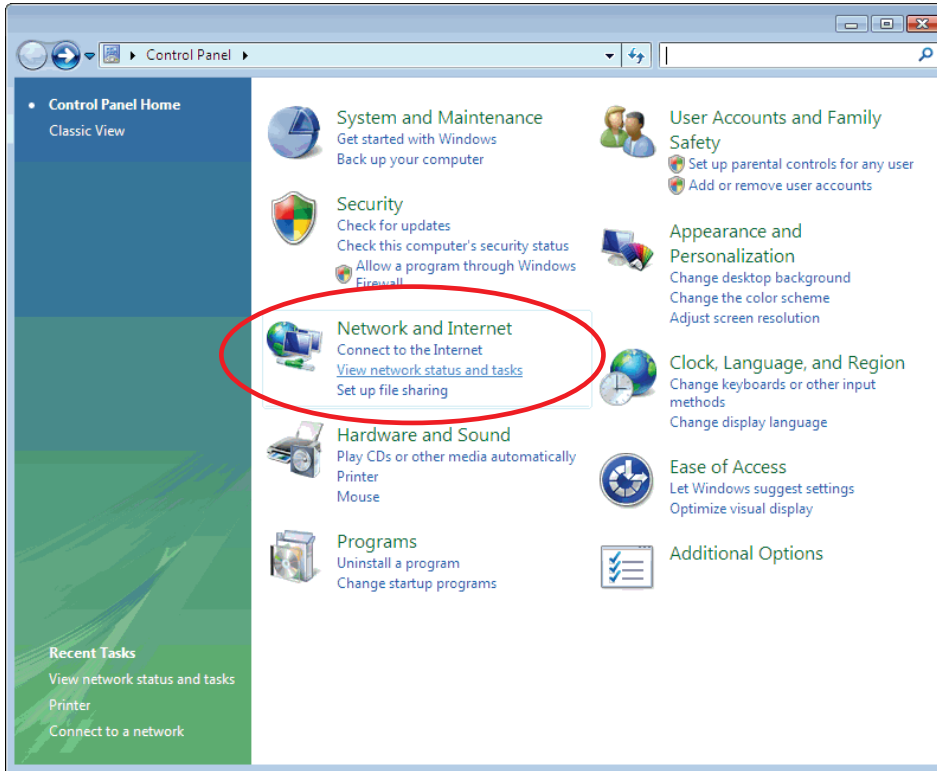 Control Panel
Control Panel Home
Classic View
System and Maintenance
Get started with Windows
Back up your computer
Security
Check for updates
Check this computer's security status
Allow a program through Windows
Firewall
Network and Internet
Connect to the Internet
View network status and tasks
Set up file sharing
Hardware and Sound
Play CDs or other media automatically
Printer
Mouse
Programs
Uninstall a program
Change startup programs
User Accounts and Family
Safety
Set up parental controls for any user
Add or remove user accounts
Appearance and
Personalization
Change desktop background
Change the color scheme
Adjust screen resolution
Clock, Language, and Region
Change keyboards or other input
methods
Change display language
Ease of Access
Let Windows suggest settings
Optimize visual display
Additional Options
Recent Tasks
View network status and tasks
Printer
Connect to a network